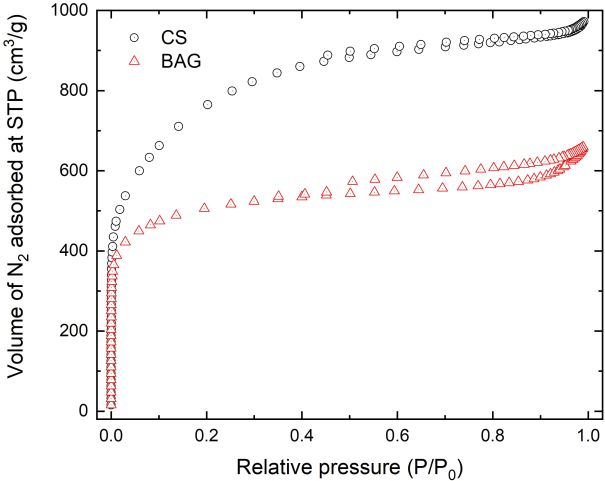 1000
800
600
400
200
0
Volume of N₂ adsorbed at STP (cm³/g)
CS
BAG
0.0 0.2 0.4 0.6 0.8 1.0
Relative pressure (P/P₀)